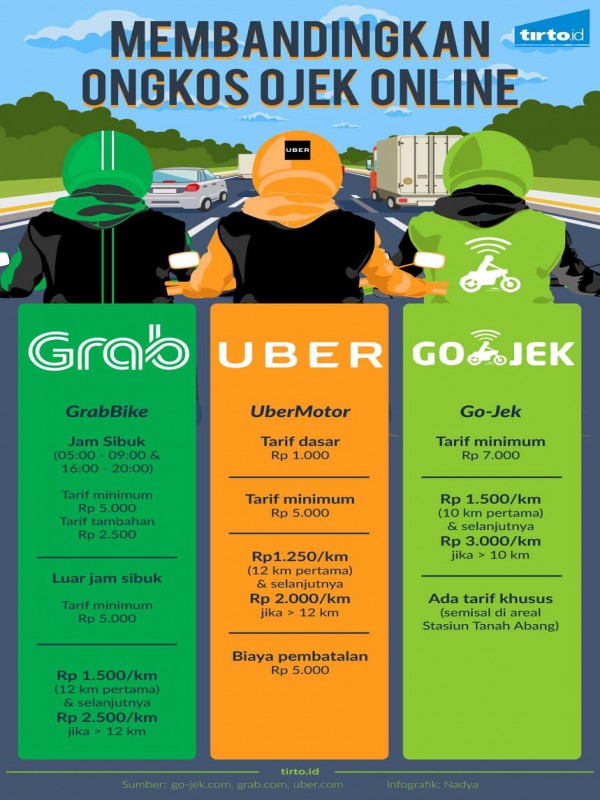 tirto.id
MEMBANDINGKAN
ONGKOS OJEK ONLINE
UBER
Grab
GrabBike
Jam Sibuk
(05:00 - 09:00 &
16:00 - 20:00)
Tarif minimum
Rp 5.000
Tarif tambahan
Rp 2.500
Luar jam sibuk
Tarif minimum
Rp 5.000
Rp 1.500/km
(12 km pertama)
& selanjutnya
Rp 2.500/km
jika > 12 km
UBER
UberMotor
Tarif dasar
Rp 1.000
Tarif minimum
Rp 5.000
Rp1.250/km
(12 km pertama)
& selanjutnya
Rp 2.000/km
jika > 12 km
Biaya pembatalan
Rp 5.000
GO-JEK
Go-Jek
Tarif minimum
Rp 7.000
Rp 1.500/km
(10 km pertama)
& selanjutnya
Rp 3.000/km
jika > 10 km
Ada tarif khusus
(semisal di areal
Stasiun Tanah Abang)
tirto.id
Sumber: go-jek.com, grab.com, uber.com Infografik: Nadya